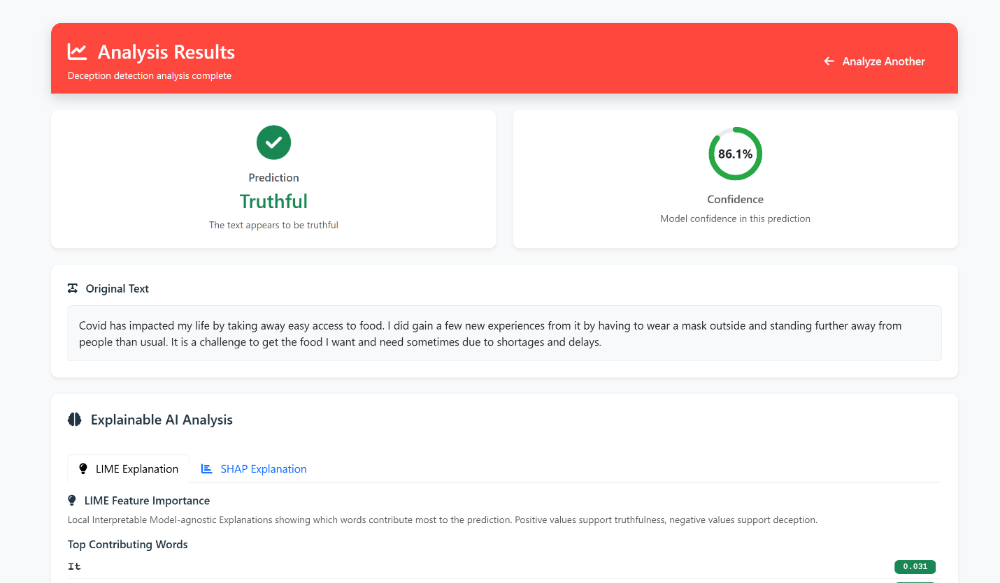 Analysis Results
Deception detection analysis complete
Analyze Another
Prediction
Truthful
The text appears to be truthful
86.1%
Confidence
Model confidence in this prediction
Original Text
Covid has impacted my life by taking away easy access to food. I did gain a few new experiences from it by having to wear a mask outside and standing further away from
people than usual. It is a challenge to get the food I want and need sometimes due to shortages and delays.
Explainable AI Analysis
LIME Explanation
SHAP Explanation
LIME Feature Importance
Local Interpretable Model-agnostic Explanations showing which words contribute most to the prediction. Positive values support truthfulness, negative values support deception.
Top Contributing Words
It 0.031